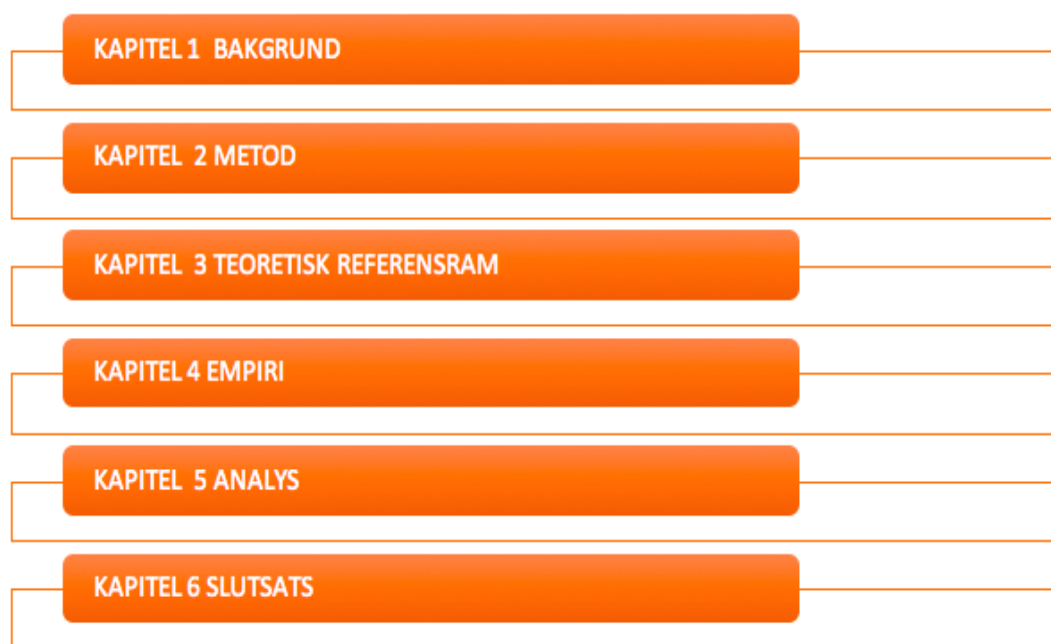 KAPITEL 1 BAKGRUND
KAPITEL 2 METOD
KAPITEL 3 TEORETISK REFERENSRAM
KAPITEL 4 EMPIRI
KAPITEL 5 ANALYS
KAPITEL 6 SLUTSATS